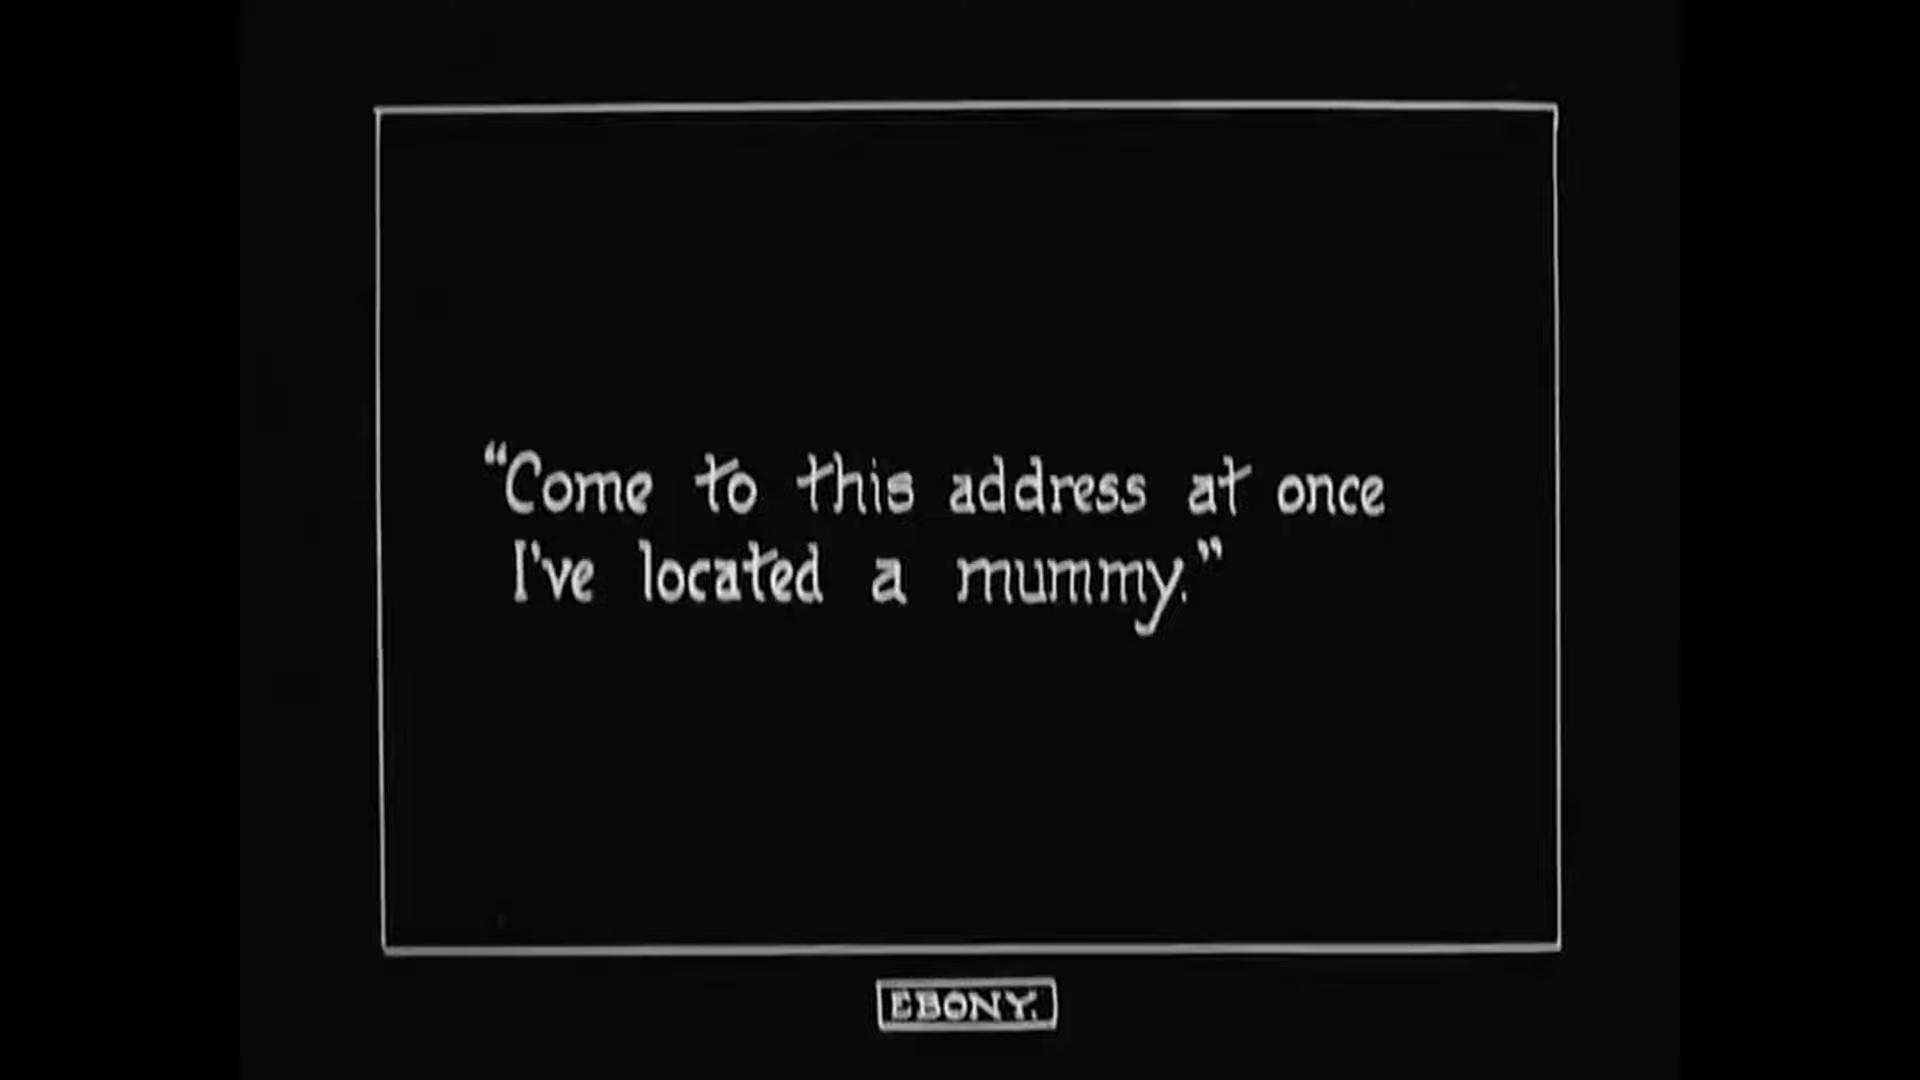 “Come to this address at once
I've located a mummy.”
EBONY.